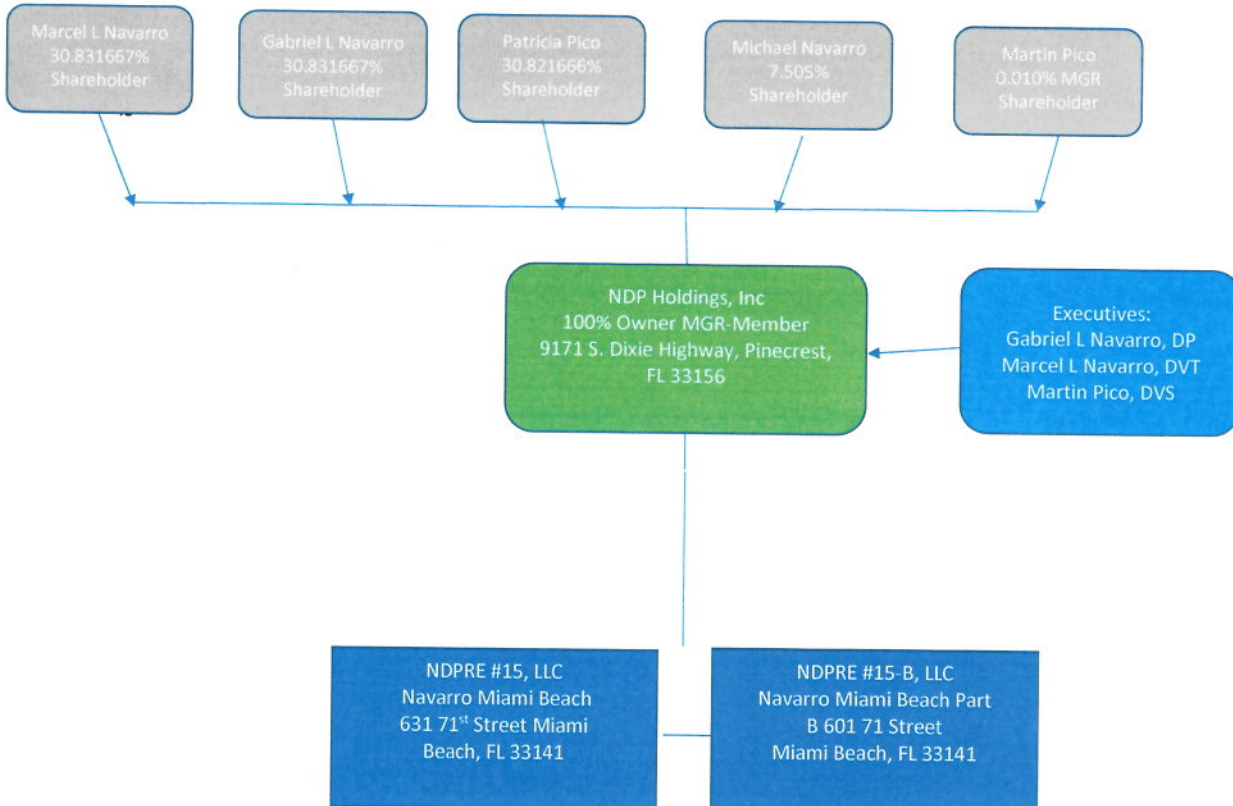 Marcel L Navarro
30.831667%
Shareholder
Gabriel L Navarro
30.831667%
Shareholder
Patricia Pico
30.821666%
Shareholder
Michael Navarro
7.505%
Shareholder
Martin Pico
0.010% MGR
Shareholder
NDP Holdings, Inc
100% Owner MGR-Member
9171 S. Dixie Highway, Pinecrest,
FL 33156
Executives:
Gabriel L Navarro, DP
Marcel L Navarro, DVT
Martin Pico, DVS
NDPRE #15, LLC
Navarro Miami Beach
631 71st Street Miami
Beach, FL 33141
NDPRE #15-B, LLC
Navarro Miami Beach Part
B 601 71 Street
Miami Beach, FL 33141